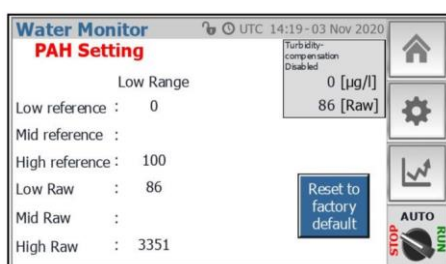 Water Monitor
UTC 14:19-03 Nov 2020
PAH Setting
Turbidity-
compensation
Disabled
0 [µg/l]
86 [Raw]
Low Range
Low reference : 0
Mid reference :
High reference : 100
Low Raw : 86
Mid Raw :
High Raw : 3351
Reset to
factory
default
AUTO
STOP
RUN